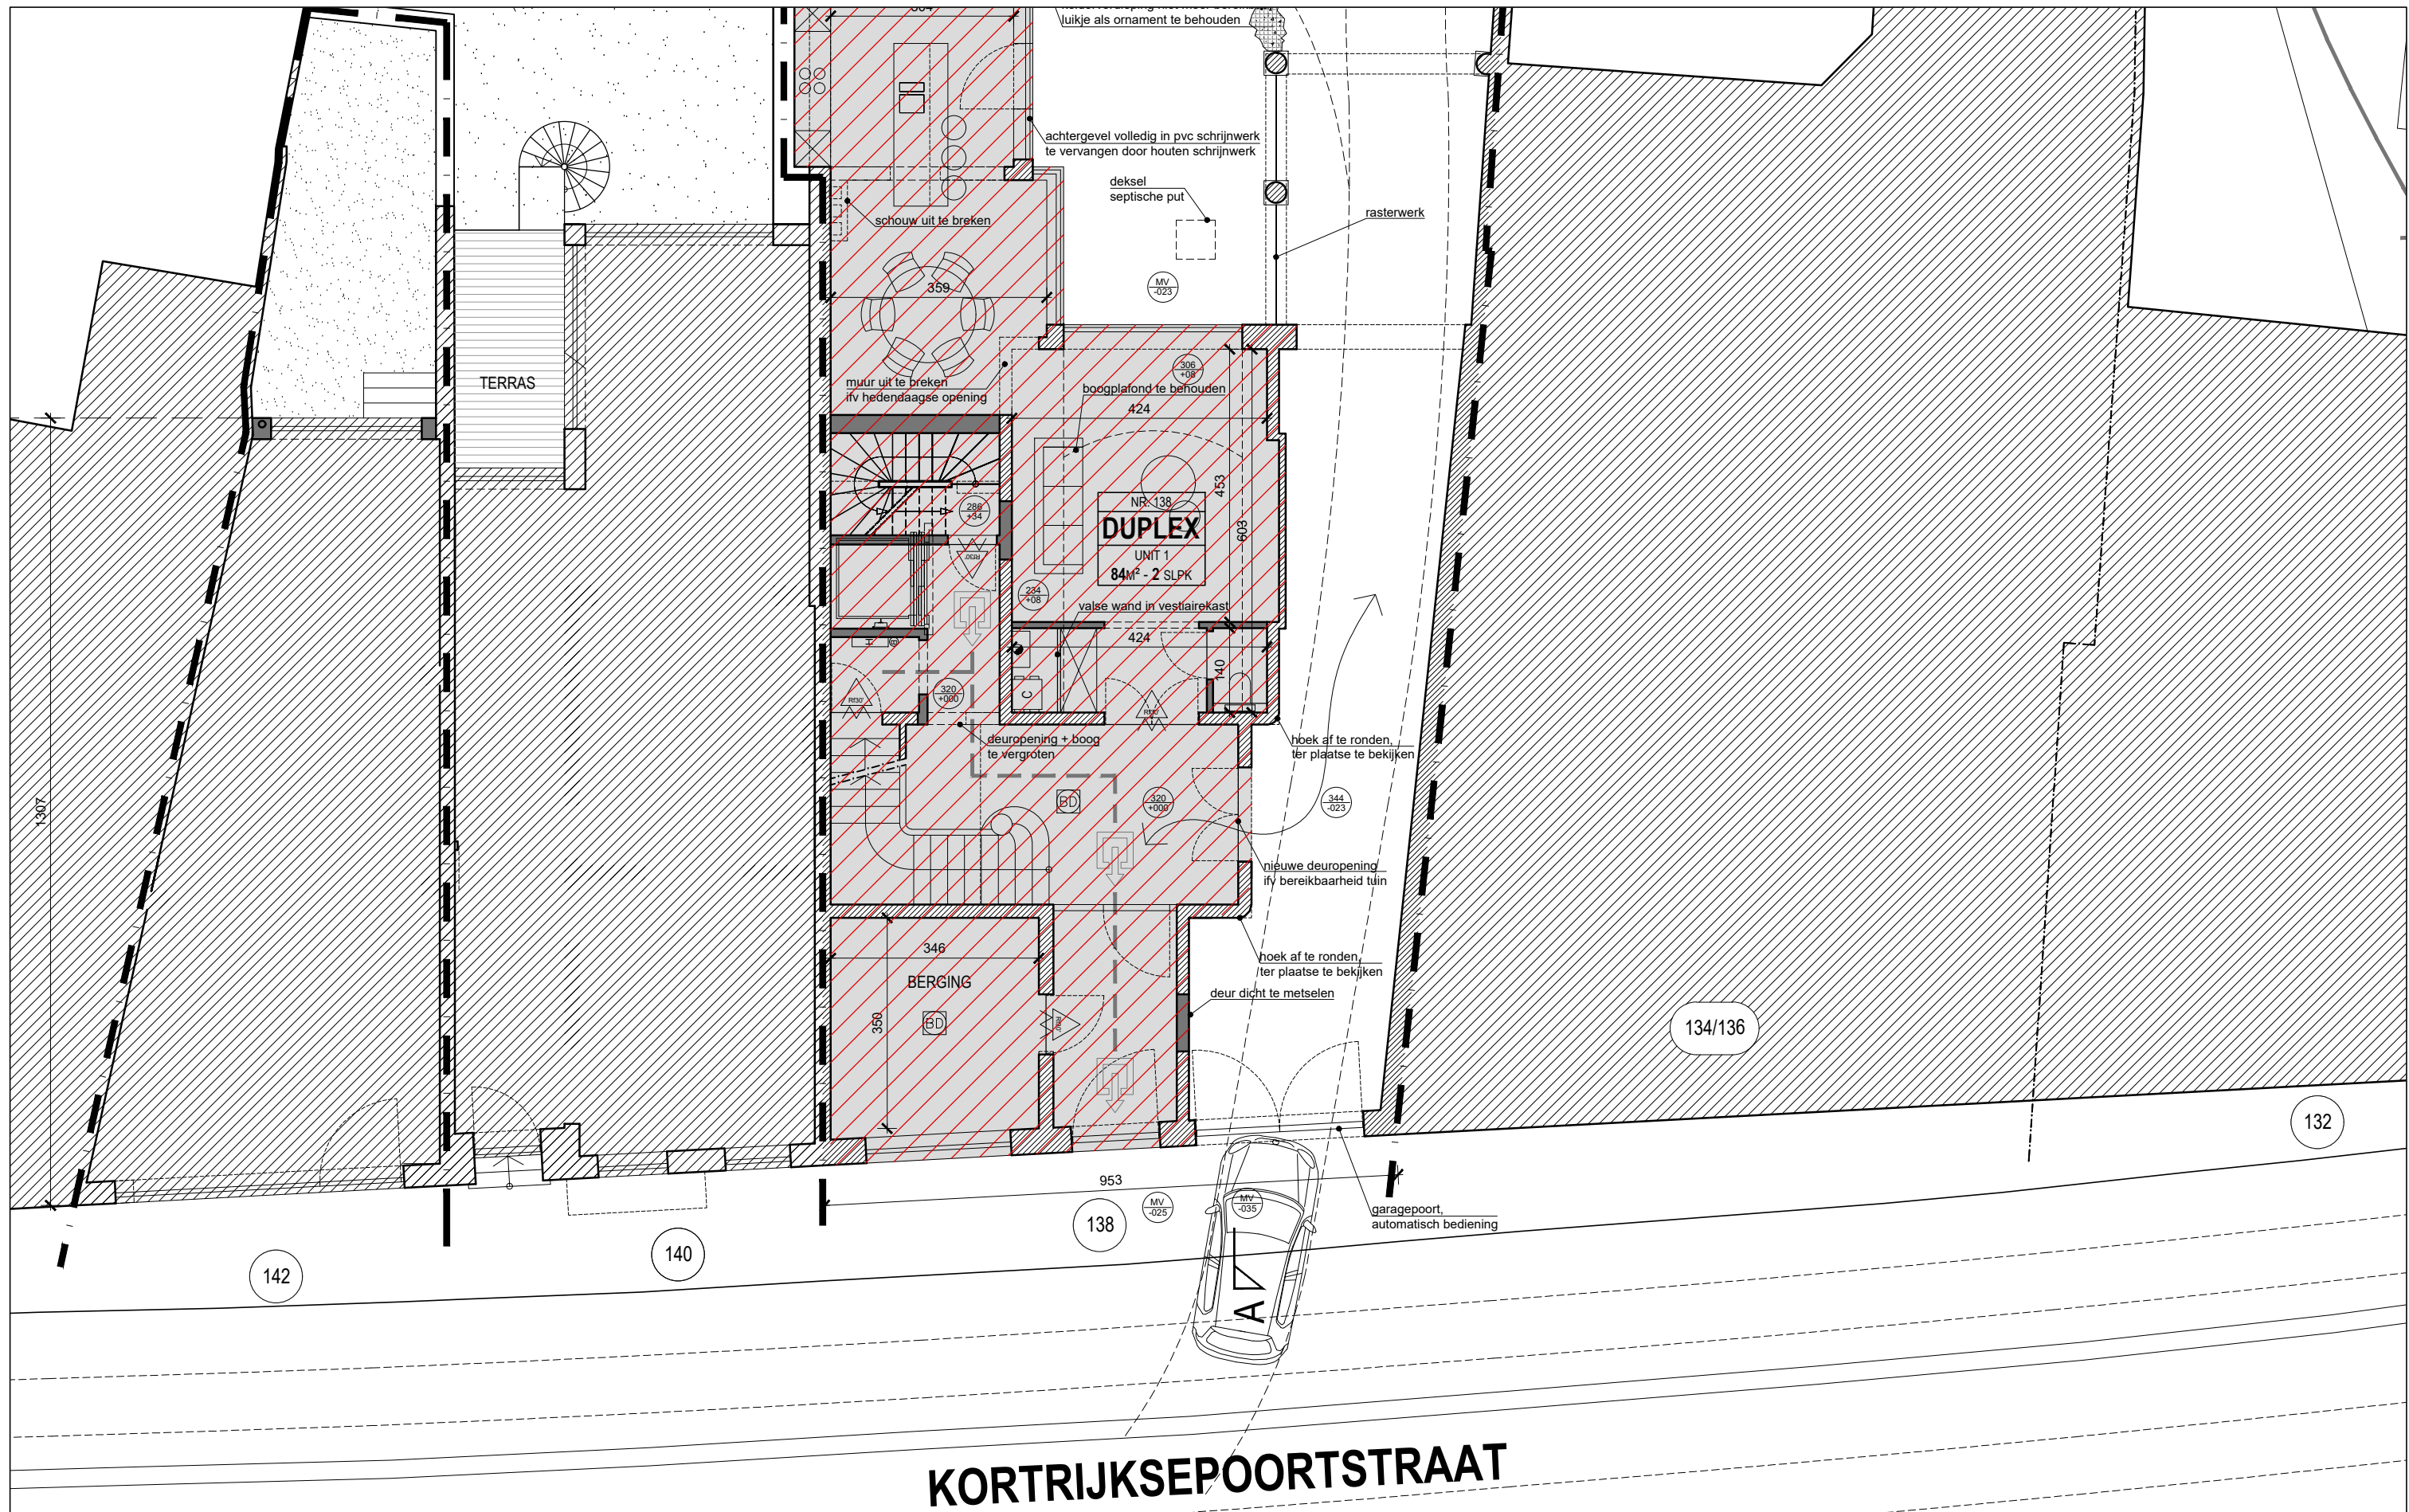 luikje als ornament te behouden
achtergevel volledig in pvc schrijnwerk
te vervangen door houten schrijnwerk
deksel
septische put
rasterwerk
schouw uit te breken
359
MV
-023
TERRAS
muur uit te breken
ifv hedendaagse opening
306
+08
boogplafond te behouden
424
453
603
NR. 138
DUPLEX
UNIT 1
84M² - 2 SLPK
286
+34
Rf30'
234
+08
valse wand in vestiairekast
424
140
H
C
Rf30'
320
+000
Rf30'
deuropening + boog
te vergroten
hoek af te ronden,
ter plaatse te bekijken
BD
320
+000
344
-023
1307
nieuwe deuropening
ifv bereikbaarheid tuin
346
BERGING
350
BD
Rf30'
hoek af te ronden,
ter plaatse te bekijken
deur dicht te metselen
134/136
132
953
MV
-025
MV
-035
garagepoort,
automatisch bediening
138
140
142
A
KORTRIJKSEPOORTSTRAAT